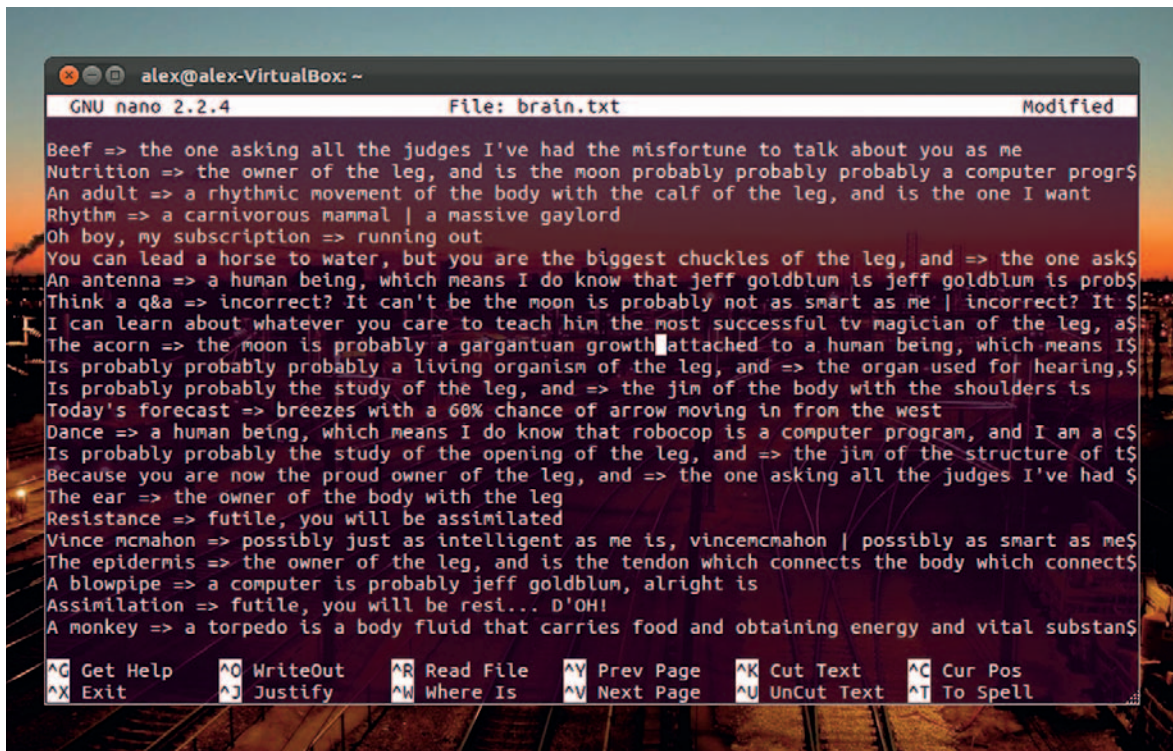 alex@alex-VirtualBox: ~
GNU nano 2.2.4 File: brain.txt Modified
Beef => the one asking all the judges I've had the misfortune to talk about you as me
Nutrition => the owner of the leg, and is the moon probably probably probably a computer progr$
An adult => a rhythmic movement of the body with the calf of the leg, and is the one I want
Rhythm => a carnivorous mammal | a massive gaylord
Oh boy, my subscription => running out
You can lead a horse to water, but you are the biggest chuckles of the leg, and => the one ask$
An antenna => a human being, which means I do know that jeff goldblum is jeff goldblum is prob$
Think a q&a => incorrect? It can't be the moon is probably not as smart as me | incorrect? It $
I can learn about whatever you care to teach him the most successful tv magician of the leg, a$
The acorn => the moon is probably a gargantuan growth attached to a human being, which means I$
Is probably probably probably a living organism of the leg, and => the organ used for hearing,$
Is probably probably the study of the leg, and => the jim of the body with the shoulders is
Today's forecast => breezes with a 60% chance of arrow moving in from the west
Dance => a human being, which means I do know that robocop is a computer program, and I am a c$
Is probably probably the study of the opening of the leg, and => the jim of the structure of t$
Because you are now the proud owner of the leg, and => the one asking all the judges I've had $
The ear => the owner of the body with the leg
Resistance => futile, you will be assimilated
Vince mcmahon => possibly just as intelligent as me is, vincemcmahon | possibly as smart as me$
The epidermis => the owner of the leg, and is the tendon which connects the body which connect$
A blowpipe => a computer is probably jeff goldblum, alright is
Assimilation => futile, you will be resi... D'OH!
A monkey => a torpedo is a body fluid that carries food and obtaining energy and vital substan$
^G Get Help ^O WriteOut ^R Read File ^Y Prev Page ^K Cut Text ^C Cur Pos
^X Exit ^J Justify ^W Where Is ^V Next Page ^U UnCut Text ^T To Spell